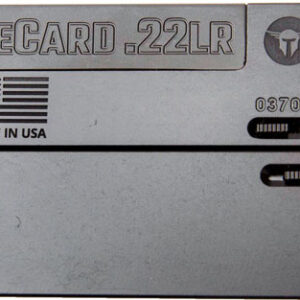 ECARD .22LR
0370
IN USA